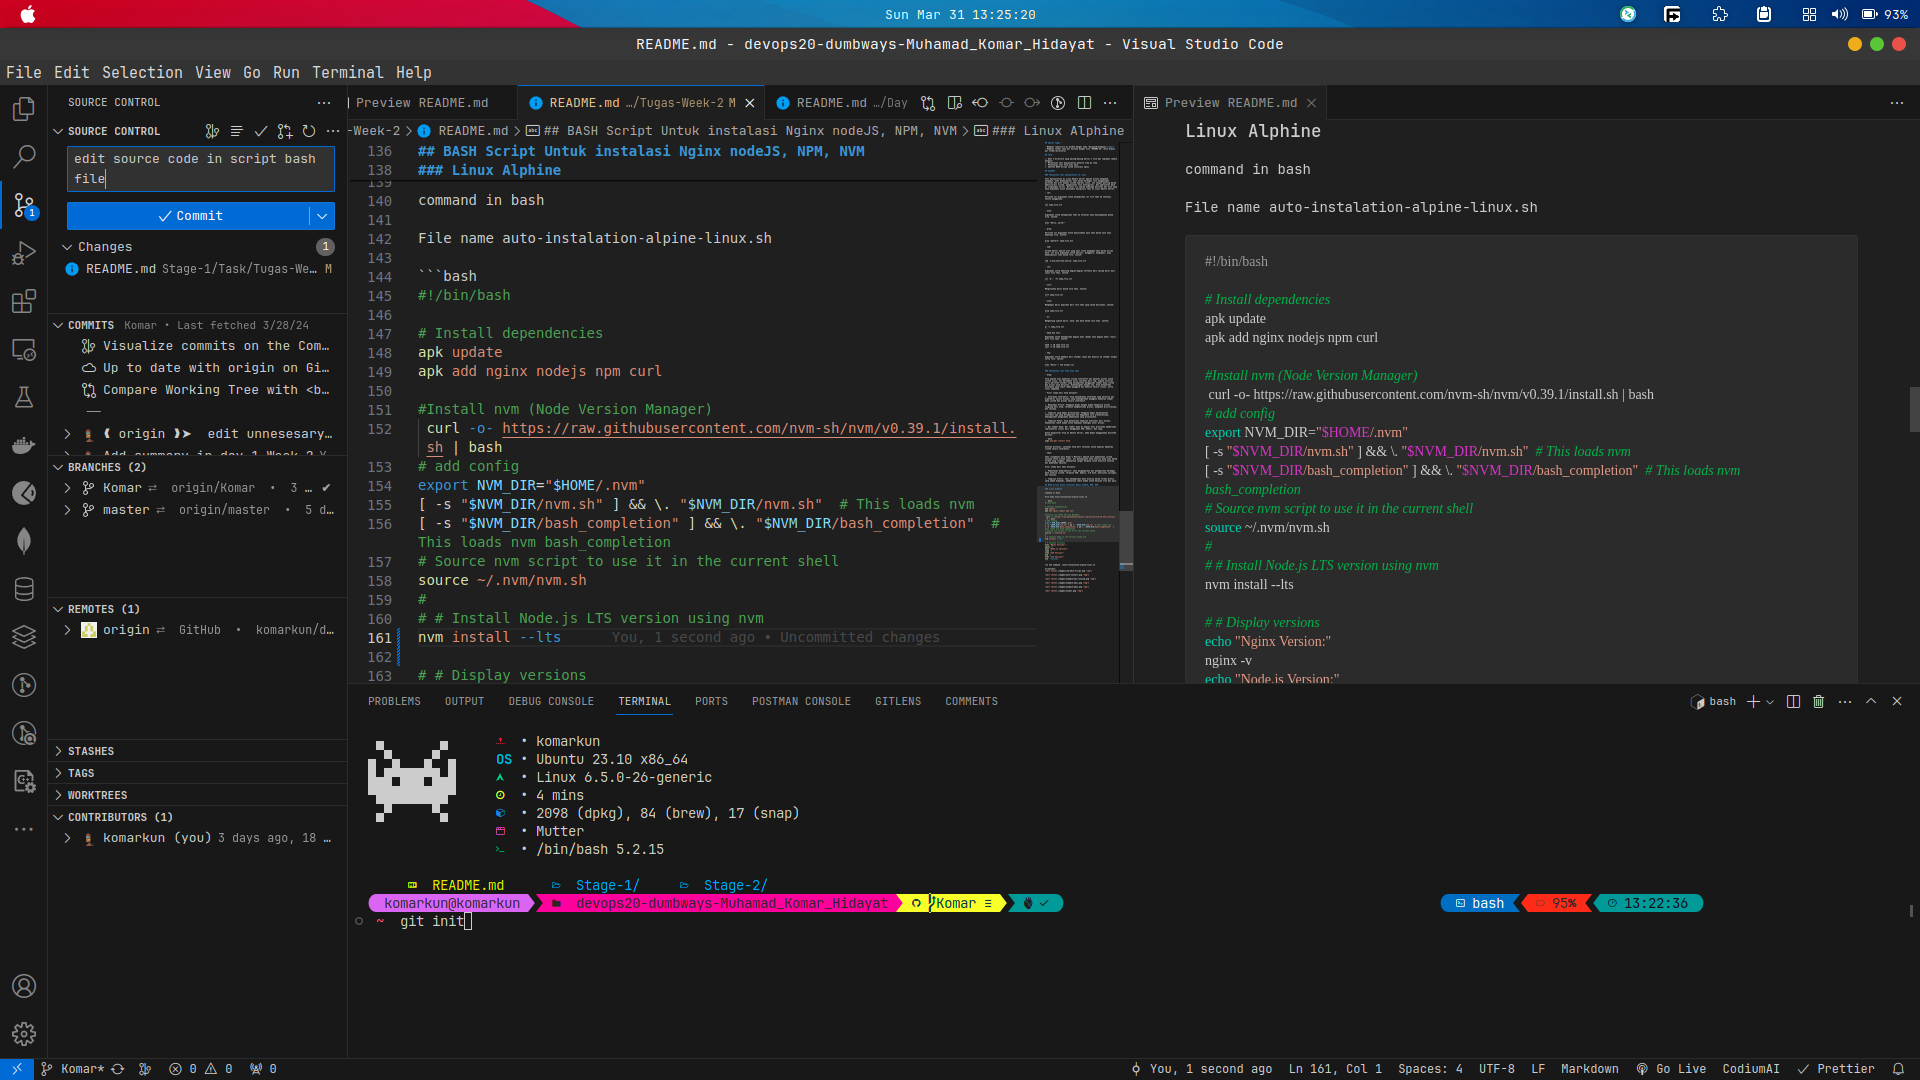 Sun Mar 31 13:25:20
93%
README.md - devops20-dumbways-Muhamad_Komar_Hidayat - Visual Studio Code
File Edit Selection View Go Run Terminal Help
SOURCE CONTROL
SOURCE CONTROL
edit source code in script bash
file
Commit
Changes 1
README.md Stage-1/Task/Tugas-We... M
COMMITS Komar • Last fetched 3/28/24
Visualize commits on the Com...
Up to date with origin on Gi...
Compare Working Tree with <b...
origin edit unnesesary...
Add summary in day 1 Week 2
BRANCHES (2)
Komar ⇄ origin/Komar • 3 … ✔
master ⇄ origin/master • 5 d…
REMOTES (1)
origin ⇄ GitHub • komarkun/d…
STASHES
TAGS
WORKTREES
CONTRIBUTORS (1)
komarkun (you) 3 days ago, 18 …
Preview README.md
README.md …/Tugas-Week-2 M
README.md …/Day
-Week-2 > README.md > ## BASH Script Untuk instalasi Nginx nodeJS, NPM, NVM > ### Linux Alphine
136 ## BASH Script Untuk instalasi Nginx nodeJS, NPM, NVM
138 ### Linux Alphine
139
140 command in bash
141
142 File name auto-instalation-alpine-linux.sh
143
144 ```bash
145 #!/bin/bash
146
147 # Install dependencies
148 apk update
149 apk add nginx nodejs npm curl
150
151 #Install nvm (Node Version Manager)
152 curl -o- https://raw.githubusercontent.com/nvm-sh/nvm/v0.39.1/install.
sh | bash
153 # add config
154 export NVM_DIR="$HOME/.nvm"
155 [ -s "$NVM_DIR/nvm.sh" ] && \. "$NVM_DIR/nvm.sh"  # This loads nvm
156 [ -s "$NVM_DIR/bash_completion" ] && \. "$NVM_DIR/bash_completion"  #
This loads nvm bash_completion
157 # Source nvm script to use it in the current shell
158 source ~/.nvm/nvm.sh
159 #
160 # # Install Node.js LTS version using nvm
161 nvm install --lts You, 1 second ago • Uncommitted changes
162
163 # # Display versions
Preview README.md
Linux Alphine
command in bash
File name auto-instalation-alpine-linux.sh
#!/bin/bash
# Install dependencies
apk update
apk add nginx nodejs npm curl
#Install nvm (Node Version Manager)
curl -o- https://raw.githubusercontent.com/nvm-sh/nvm/v0.39.1/install.sh | bash
# add config
export NVM_DIR="$HOME/.nvm"
[ -s "$NVM_DIR/nvm.sh" ] && \. "$NVM_DIR/nvm.sh"  # This loads nvm
[ -s "$NVM_DIR/bash_completion" ] && \. "$NVM_DIR/bash_completion"  # This loads nvm
bash_completion
# Source nvm script to use it in the current shell
source ~/.nvm/nvm.sh
#
# # Install Node.js LTS version using nvm
nvm install --lts
# # Display versions
echo "Nginx Version:"
nginx -v
echo "Node.js Version:"
PROBLEMS OUTPUT DEBUG CONSOLE TERMINAL PORTS POSTMAN CONSOLE GITLENS COMMENTS
bash
• komarkun
OS • Ubuntu 23.10 x86_64
• Linux 6.5.0-26-generic
• 4 mins
• 2098 (dpkg), 84 (brew), 17 (snap)
• Mutter
• /bin/bash 5.2.15
README.md Stage-1/ Stage-2/
komarkun@komarkun devops20-dumbways-Muhamad_Komar_Hidayat Komar ≡ ✓
bash 95% 13:22:36
~ git init
Komar* 0 0 0
You, 1 second ago Ln 161, Col 1 Spaces: 4 UTF-8 LF Markdown Go Live CodiumAI Prettier